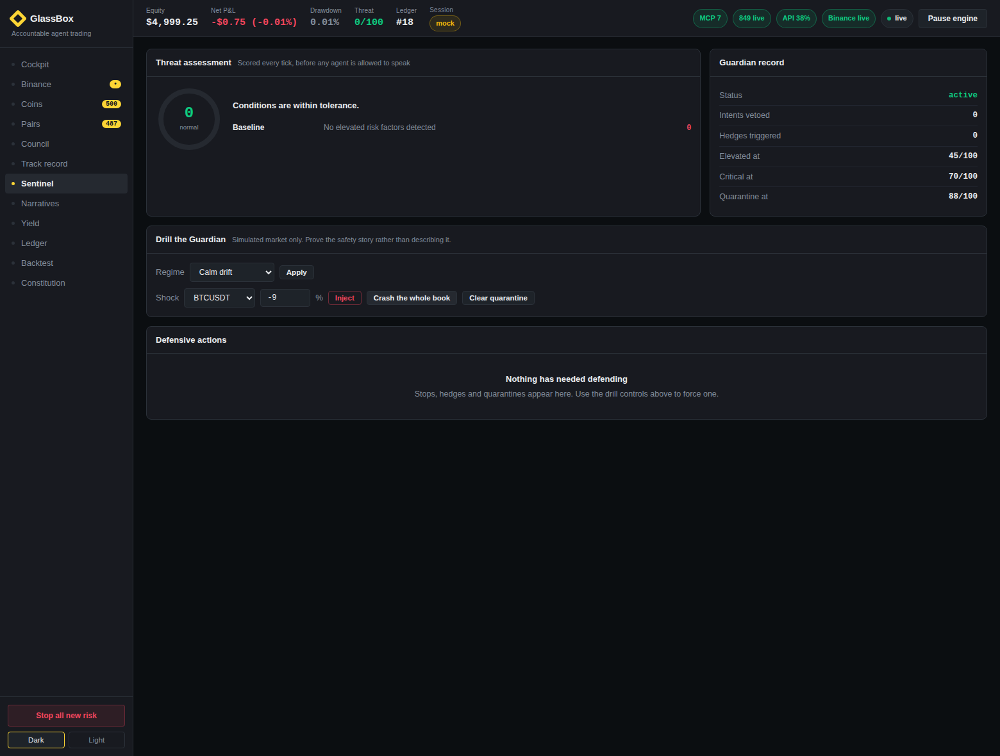 GlassBox
Accountable agent trading
Cockpit
Binance •
Coins 500
Pairs 487
Council
Track record
Sentinel
Narratives
Yield
Ledger
Backtest
Constitution
Stop all new risk
Dark Light
Equity Net P&L Drawdown Threat Ledger Session
$4,999.25 -$0.75 (-0.01%) 0.01% 0/100 #18 mock
MCP 7 849 live API 38% Binance live live Pause engine
Threat assessment Scored every tick, before any agent is allowed to speak
0
normal
Conditions are within tolerance.
Baseline No elevated risk factors detected 0
Guardian record
Status active
Intents vetoed 0
Hedges triggered 0
Elevated at 45/100
Critical at 70/100
Quarantine at 88/100
Drill the Guardian Simulated market only. Prove the safety story rather than describing it.
Regime Calm drift Apply
Shock BTCUSDT -9 % Inject Crash the whole book Clear quarantine
Defensive actions
Nothing has needed defending
Stops, hedges and quarantines appear here. Use the drill controls above to force one.